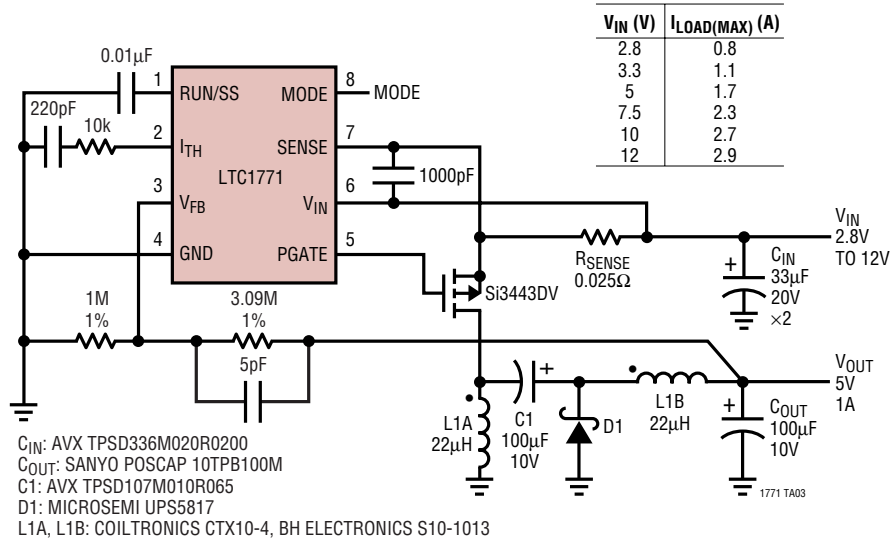 V_IN (V) I_LOAD(MAX) (A)
2.8 0.8
3.3 1.1
5 1.7
7.5 2.3
10 2.7
12 2.9
0.01µF
220pF
10k
1 RUN/SS
2 I_TH
3 V_FB
4 GND
LTC1771
MODE 8 MODE
SENSE 7
V_IN 6
PGATE 5
1000pF
R_SENSE
0.025Ω
Si3443DV
V_IN
2.8V
TO 12V
+
C_IN
33µF
20V
×2
1M
1%
3.09M
1%
5pF
L1A
22µH
+
C1
100µF
10V
D1
L1B
22µH
V_OUT
5V
1A
+
C_OUT
100µF
10V
1771 TA03
C_IN: AVX TPSD336M020R0200
C_OUT: SANYO POSCAP 10TPB100M
C1: AVX TPSD107M010R065
D1: MICROSEMI UPS5817
L1A, L1B: COILTRONICS CTX10-4, BH ELECTRONICS S10-1013